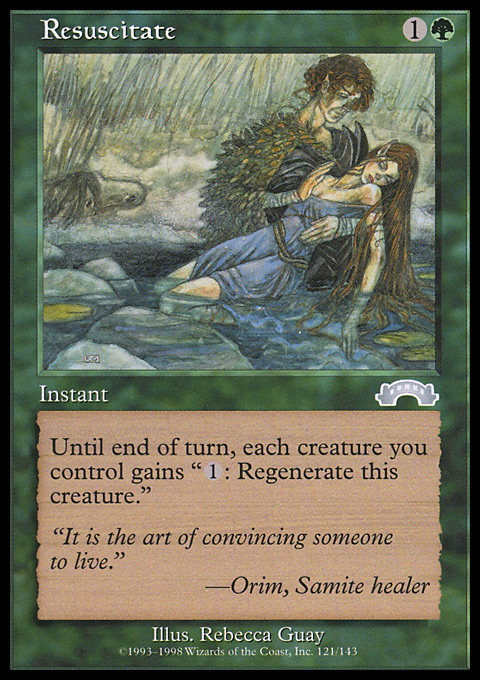 Resuscitate 1
Instant
Until end of turn, each creature you
control gains “1: Regenerate this
creature.”
“It is the art of convincing someone
to live.”
—Orim, Samite healer
Illus. Rebecca Guay
©1993–1998 Wizards of the Coast, Inc. 121/143